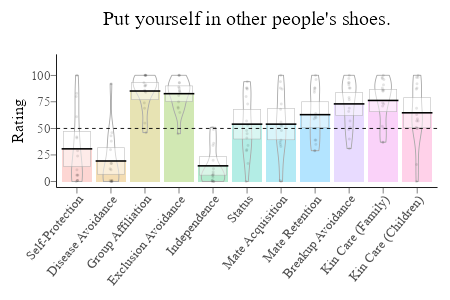 Put yourself in other people's shoes.
Rating
100
75
50
25
0
Self-Protection
Disease Avoidance
Group Affiliation
Exclusion Avoidance
Independence
Status
Mate Acquisition
Mate Retention
Breakup Avoidance
Kin Care (Family)
Kin Care (Children)